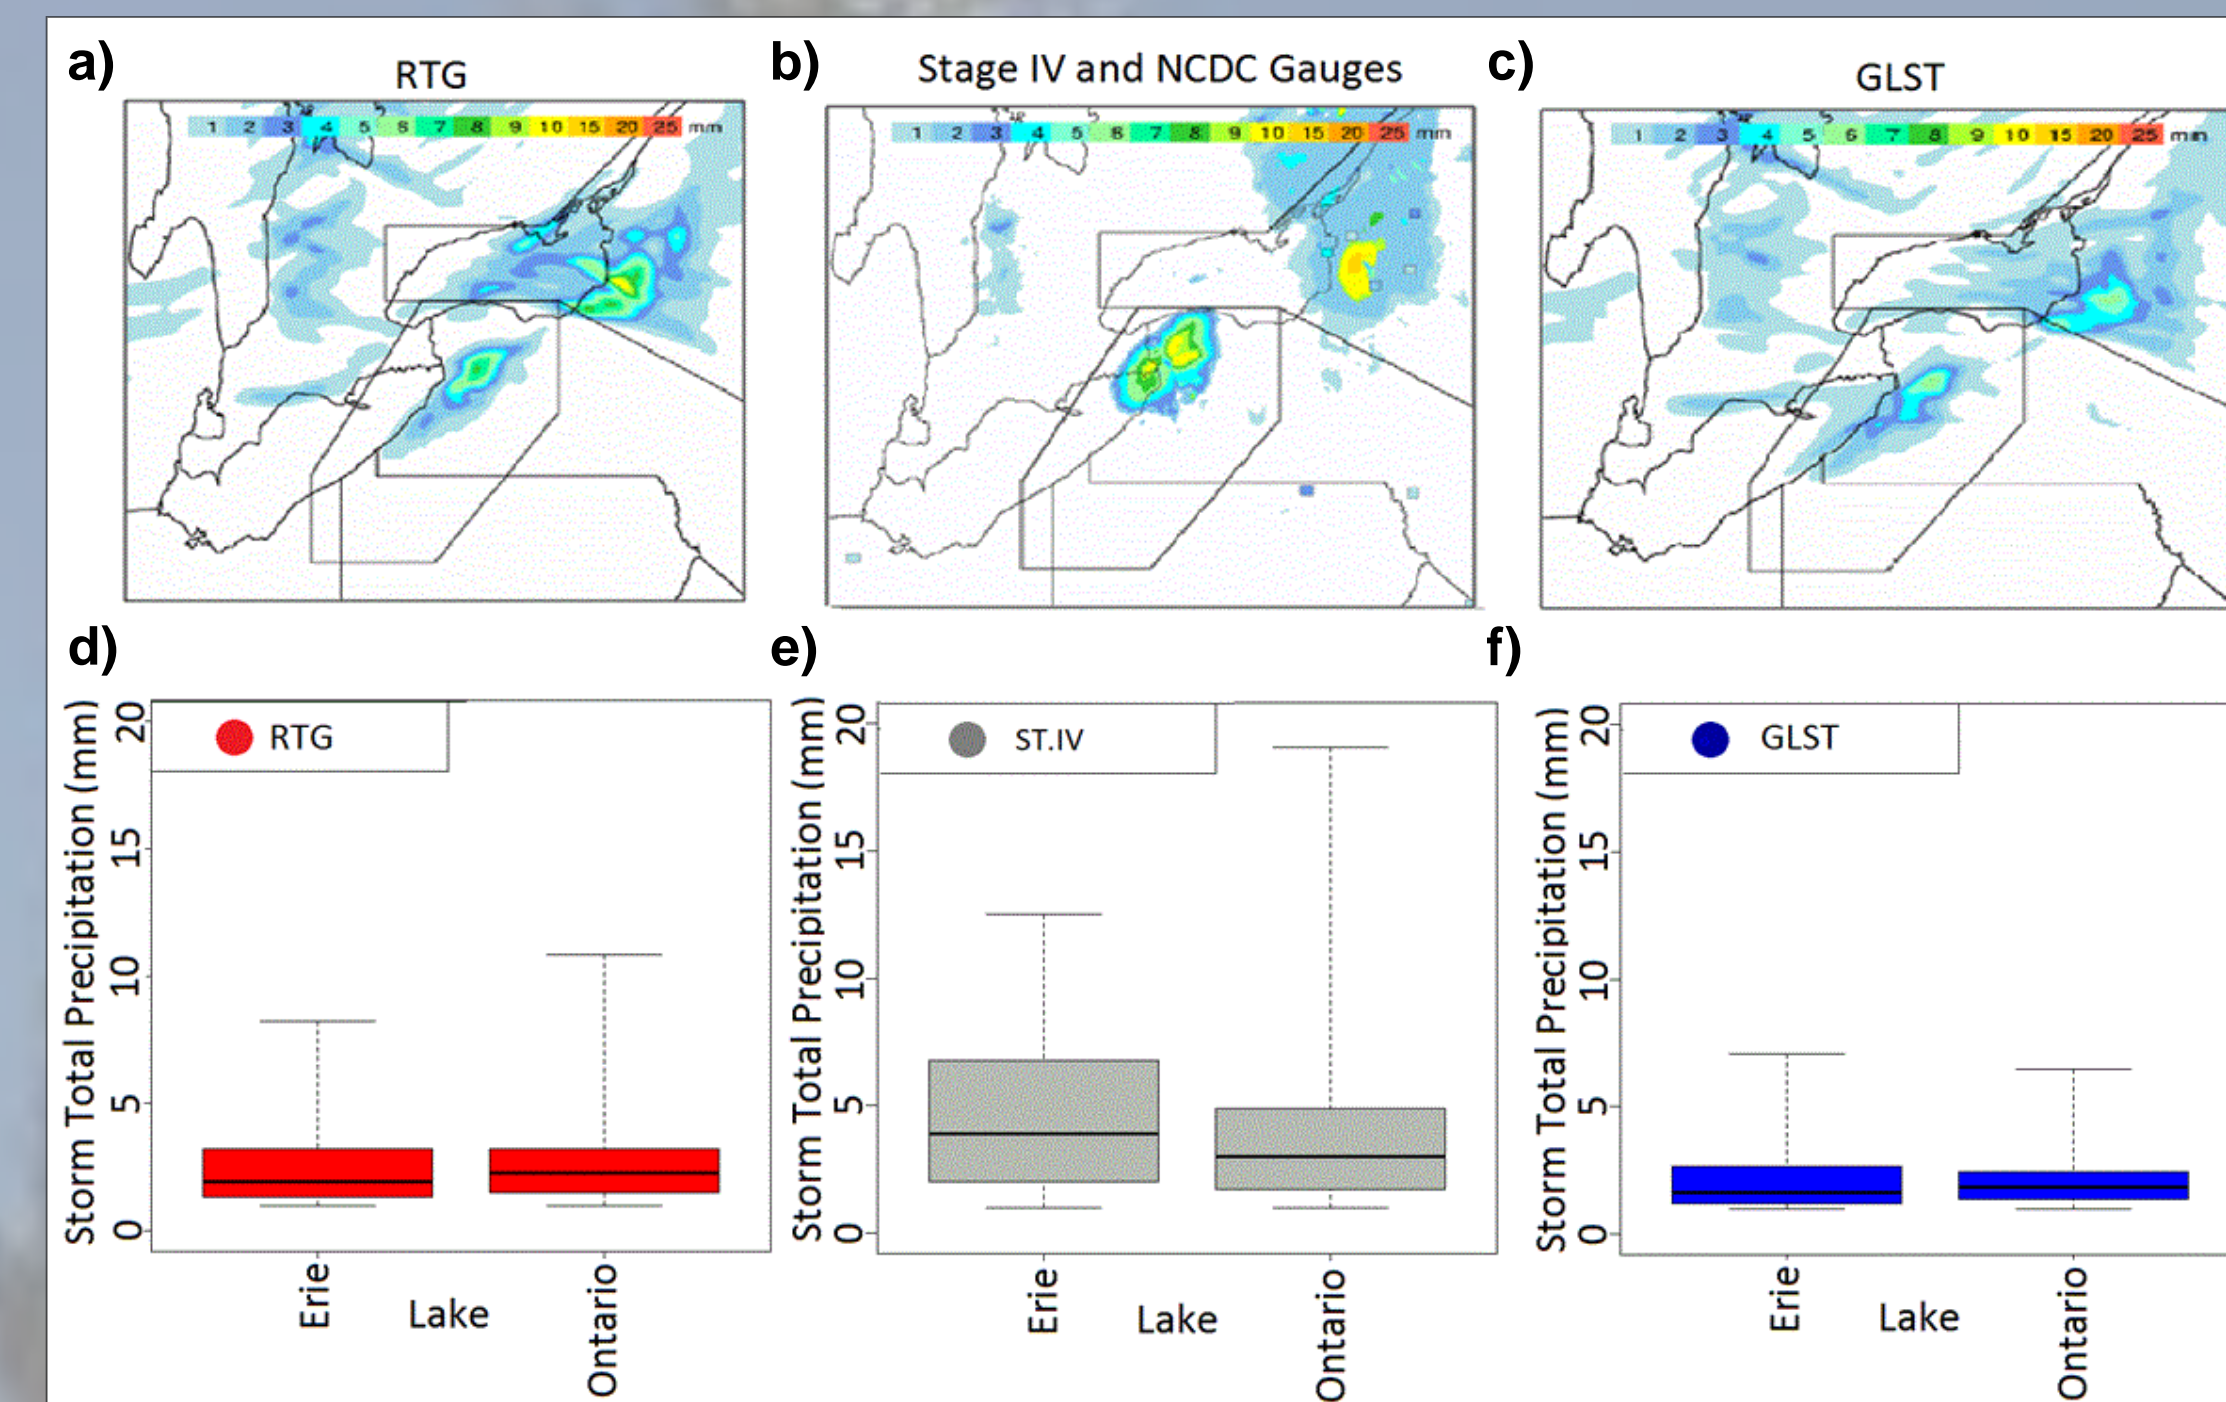 a)
RTG
1 2 3 4 5 6 7 8 9 10 15 20 25 mm
b)
Stage IV and NCDC Gauges
1 2 3 4 5 6 7 8 9 10 15 20 25 mm
c)
GLST
1 2 3 4 5 6 7 8 9 10 15 20 25 mm
d)
RTG
Storm Total Precipitation (mm)
20
15
10
5
0
Erie
Lake
Ontario
e)
ST.IV
Storm Total Precipitation (mm)
20
15
10
5
0
Erie
Lake
Ontario
f)
GLST
Storm Total Precipitation (mm)
20
15
10
5
0
Erie
Lake
Ontario